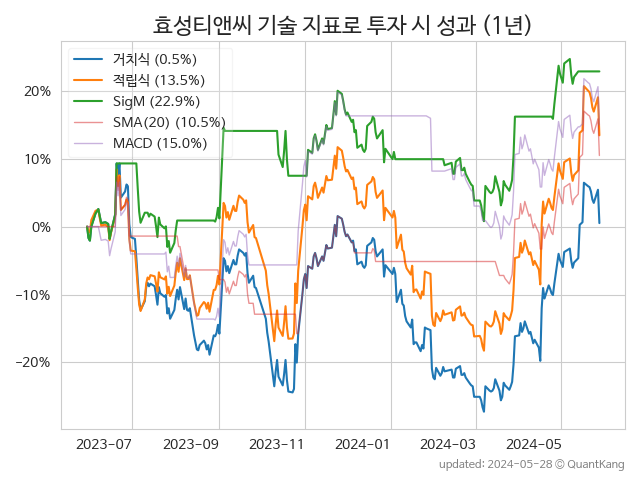 효성티앤씨 기술 지표로 투자 시 성과 (1년)
거치식 (0.5%)
적립식 (13.5%)
SigM (22.9%)
SMA(20) (10.5%)
MACD (15.0%)
20%
10%
0%
−10%
−20%
2023-07 2023-09 2023-11 2024-01 2024-03 2024-05
updated: 2024-05-28 © QuantKang